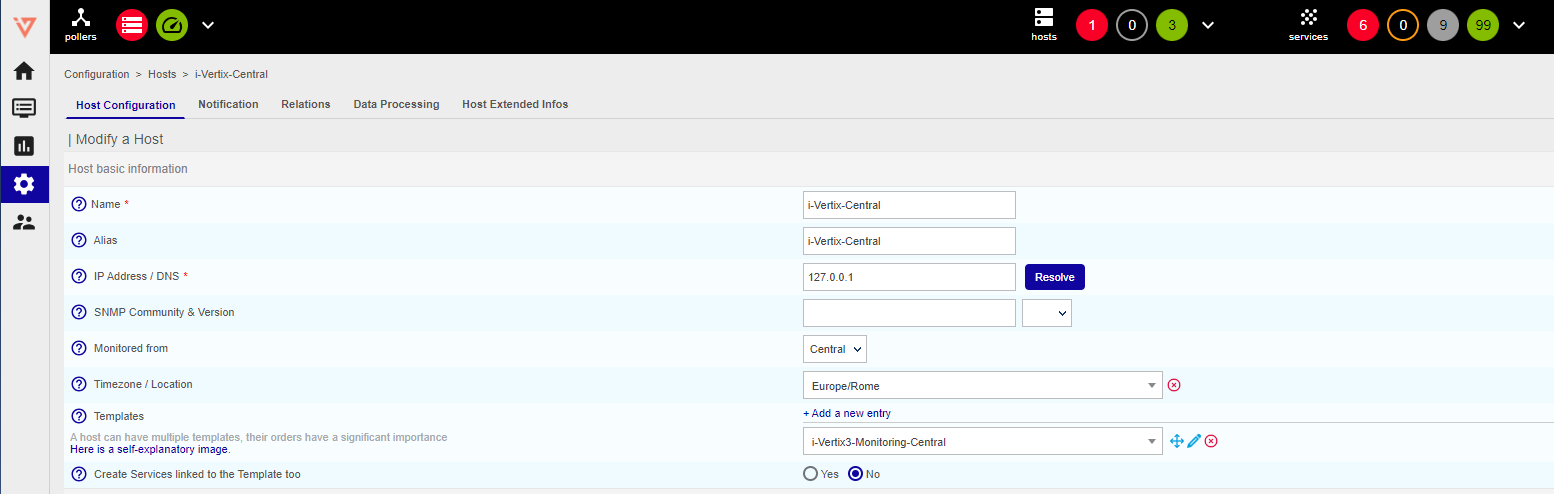 pollers
hosts
1
0
3
services
6
0
9
99
Configuration > Hosts > i-Vertix-Central
Host Configuration Notification Relations Data Processing Host Extended Infos
| Modify a Host
Host basic information
? Name * i-Vertix-Central
? Alias i-Vertix-Central
? IP Address / DNS * 127.0.0.1 Resolve
? SNMP Community & Version
? Monitored from Central
? Timezone / Location Europe/Rome
? Templates + Add a new entry
A host can have multiple templates, their orders have a significant importance
Here is a self-explanatory image. i-Vertix3-Monitoring-Central
? Create Services linked to the Template too Yes No